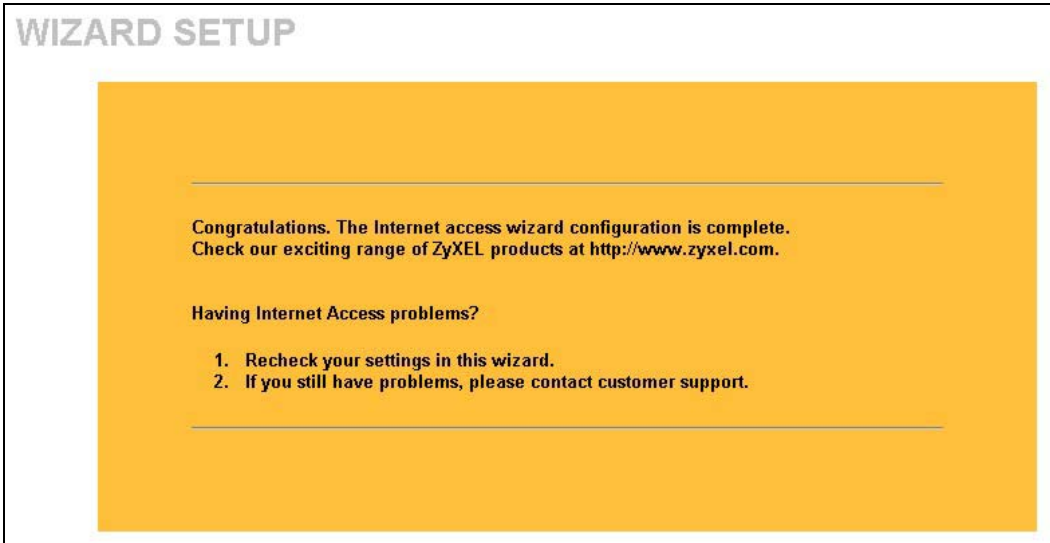 WIZARD SETUP
Congratulations. The Internet access wizard configuration is complete.
Check our exciting range of ZyXEL products at http://www.zyxel.com.
Having Internet Access problems?
1. Recheck your settings in this wizard.
2. If you still have problems, please contact customer support.